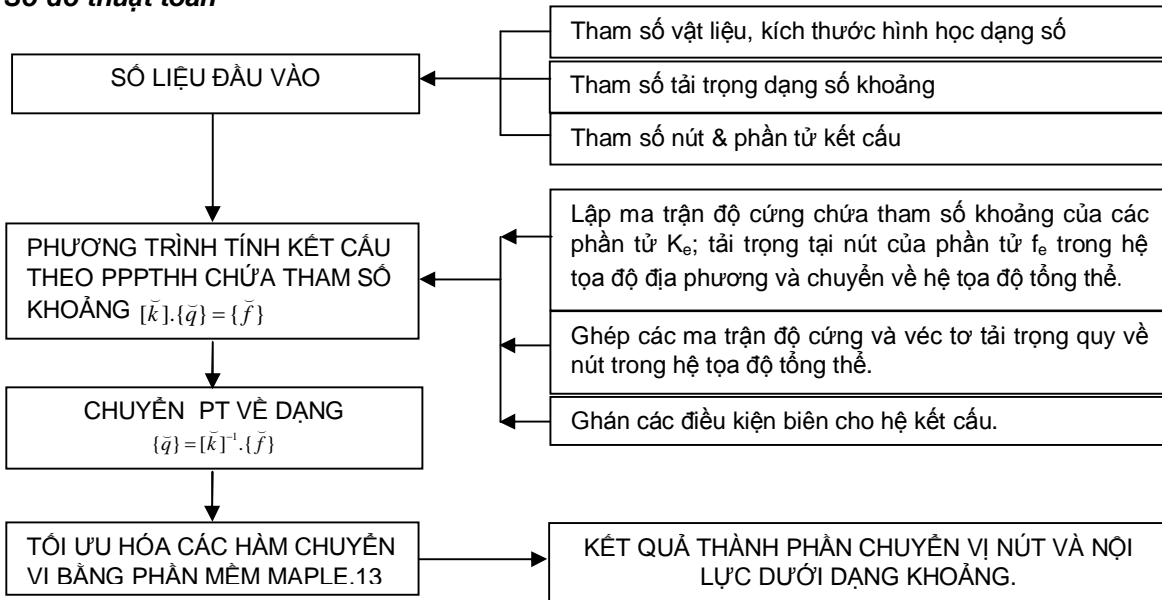 Sơ đồ thuật toán
Tham số vật liệu, kích thước hình học dạng số
SỐ LIỆU ĐẦU VÀO
Tham số tải trọng dạng số khoảng
Tham số nút & phần tử kết cấu
PHƯƠNG TRÌNH TÍNH KẾT CẤU
THEO PPPTHH CHỨA THAM SỐ
KHOẢNG [k̆].{q̆} = {f̆}
Lập ma trận độ cứng chứa tham số khoảng của các
phần tử Kₑ; tải trọng tại nút của phần tử fₑ trong hệ
tọa độ địa phương và chuyển về hệ tọa độ tổng thể.
Ghép các ma trận độ cứng và véc tơ tải trọng quy về
nút trong hệ tọa độ tổng thể.
Ghán các điều kiện biên cho hệ kết cấu.
CHUYỂN PT VỀ DẠNG
{q̆} = [k̆]⁻¹.{f̆}
TỐI ƯU HÓA CÁC HÀM CHUYỂN
VỊ BẰNG PHẦN MỀM MAPLE.13
KẾT QUẢ THÀNH PHẦN CHUYỂN VỊ NÚT VÀ NỘI
LỰC DƯỚI DẠNG KHOẢNG.